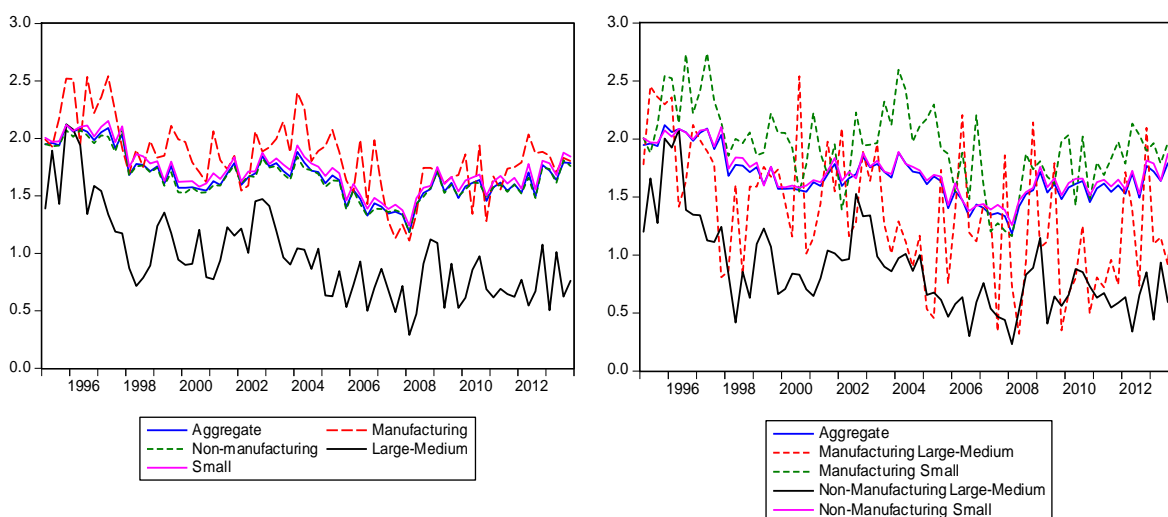 3.0
2.5
2.0
1.5
1.0
0.5
0.0
1996 1998 2000 2002 2004 2006 2008 2010 2012
Aggregate Manufacturing
Non-manufacturing Large-Medium
Small
3.0
2.5
2.0
1.5
1.0
0.5
0.0
1996 1998 2000 2002 2004 2006 2008 2010 2012
Aggregate
Manufacturing Large-Medium
Manufacturing Small
Non-Manufacturing Large-Medium
Non-Manufacturing Small